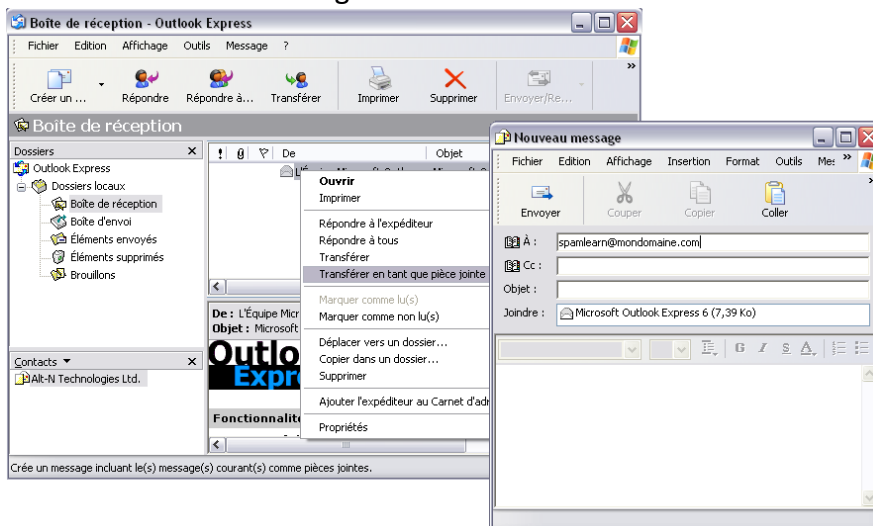 Boîte de réception - Outlook Express
Fichier Edition Affichage Outils Message ?
Créer un ... Répondre Répondre à... Transférer Imprimer Supprimer Envoyer/Re...
Boîte de réception
Dossiers
Outlook Express
Dossiers locaux
Boîte de réception
Boîte d'envoi
Éléments envoyés
Éléments supprimés
Brouillons
Contacts
Alt-N Technologies Ltd.
! De Objet
Ouvrir
Imprimer
Répondre à l'expéditeur
Répondre à tous
Transférer
Transférer en tant que pièce jointe
Marquer comme lu(s)
Marquer comme non lu(s)
Déplacer vers un dossier...
Copier dans un dossier...
Supprimer
Ajouter l'expéditeur au Carnet d'adr
Propriétés
De : L'Équipe Micr
Objet : Microsoft
Outlo
Expre
Fonctionnalité
Crée un message incluant le(s) message(s) courant(s) comme pièces jointes.
Nouveau message
Fichier Edition Affichage Insertion Format Outils Mes »
Envoyer Couper Copier Coller
À : spamlearn@mondomaine.com
Cc :
Objet :
Joindre : Microsoft Outlook Express 6 (7,39 Ko)
G I S A